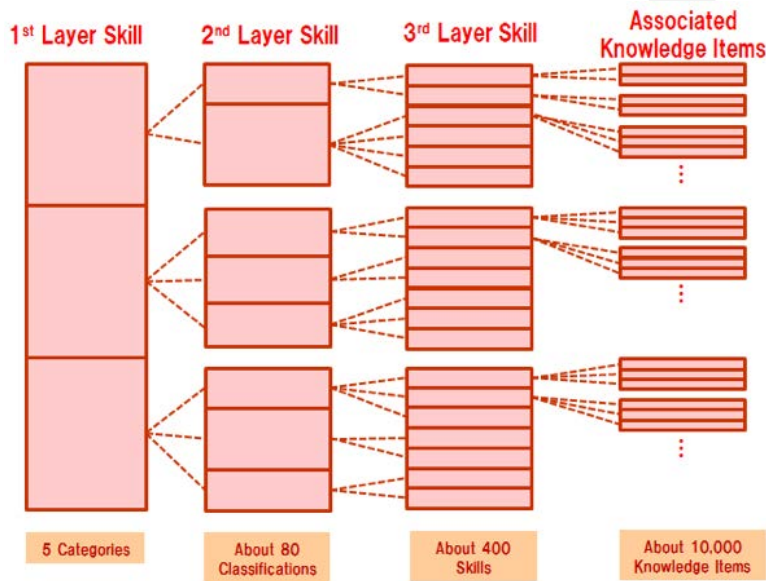 1st Layer Skill
2nd Layer Skill
3rd Layer Skill
Associated
Knowledge Items
5 Categories
About 80
Classifications
About 400
Skills
About 10,000
Knowledge Items